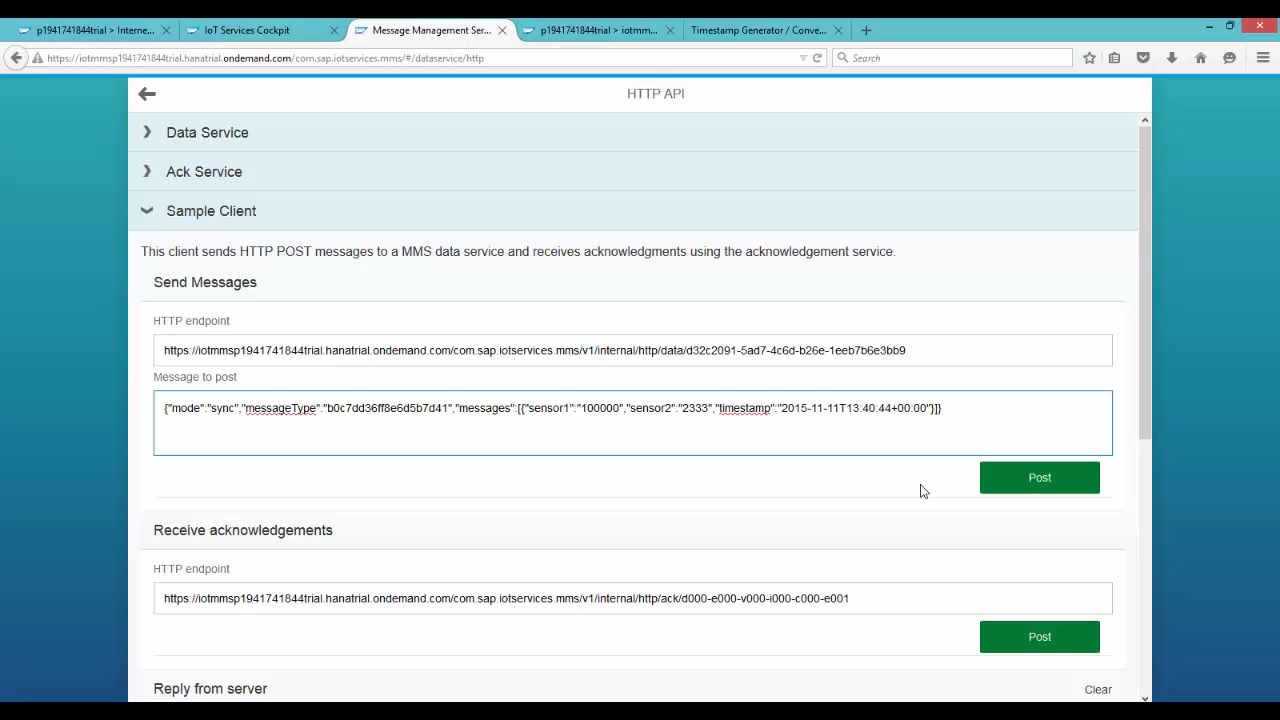 p1941741844trial > Interne...
IoT Services Cockpit
Message Management Ser...
p1941741844trial > iotmm...
Timestamp Generator / Conve...
https://iotmmsp1941741844trial.hanatrial.ondemand.com/com.sap.iotservices.mms/#/dataservice/http
Search
HTTP API
Data Service
Ack Service
Sample Client
This client sends HTTP POST messages to a MMS data service and receives acknowledgments using the acknowledgement service.
Send Messages
HTTP endpoint
https://iotmmsp1941741844trial.hanatrial.ondemand.com/com.sap.iotservices.mms/v1/internal/http/data/d32c2091-5ad7-4c6d-b26e-1eeb7b6e3bb9
Message to post
{"mode":"sync","messageType":"b0c7dd36ff8e6d5b7d41","messages":[{"sensor1":"100000","sensor2":"2333","timestamp":"2015-11-11T13:40:44+00:00"}]}
Post
Receive acknowledgements
HTTP endpoint
https://iotmmsp1941741844trial.hanatrial.ondemand.com/com.sap.iotservices.mms/v1/internal/http/ack/d000-e000-v000-i000-c000-e001
Post
Reply from server
Clear